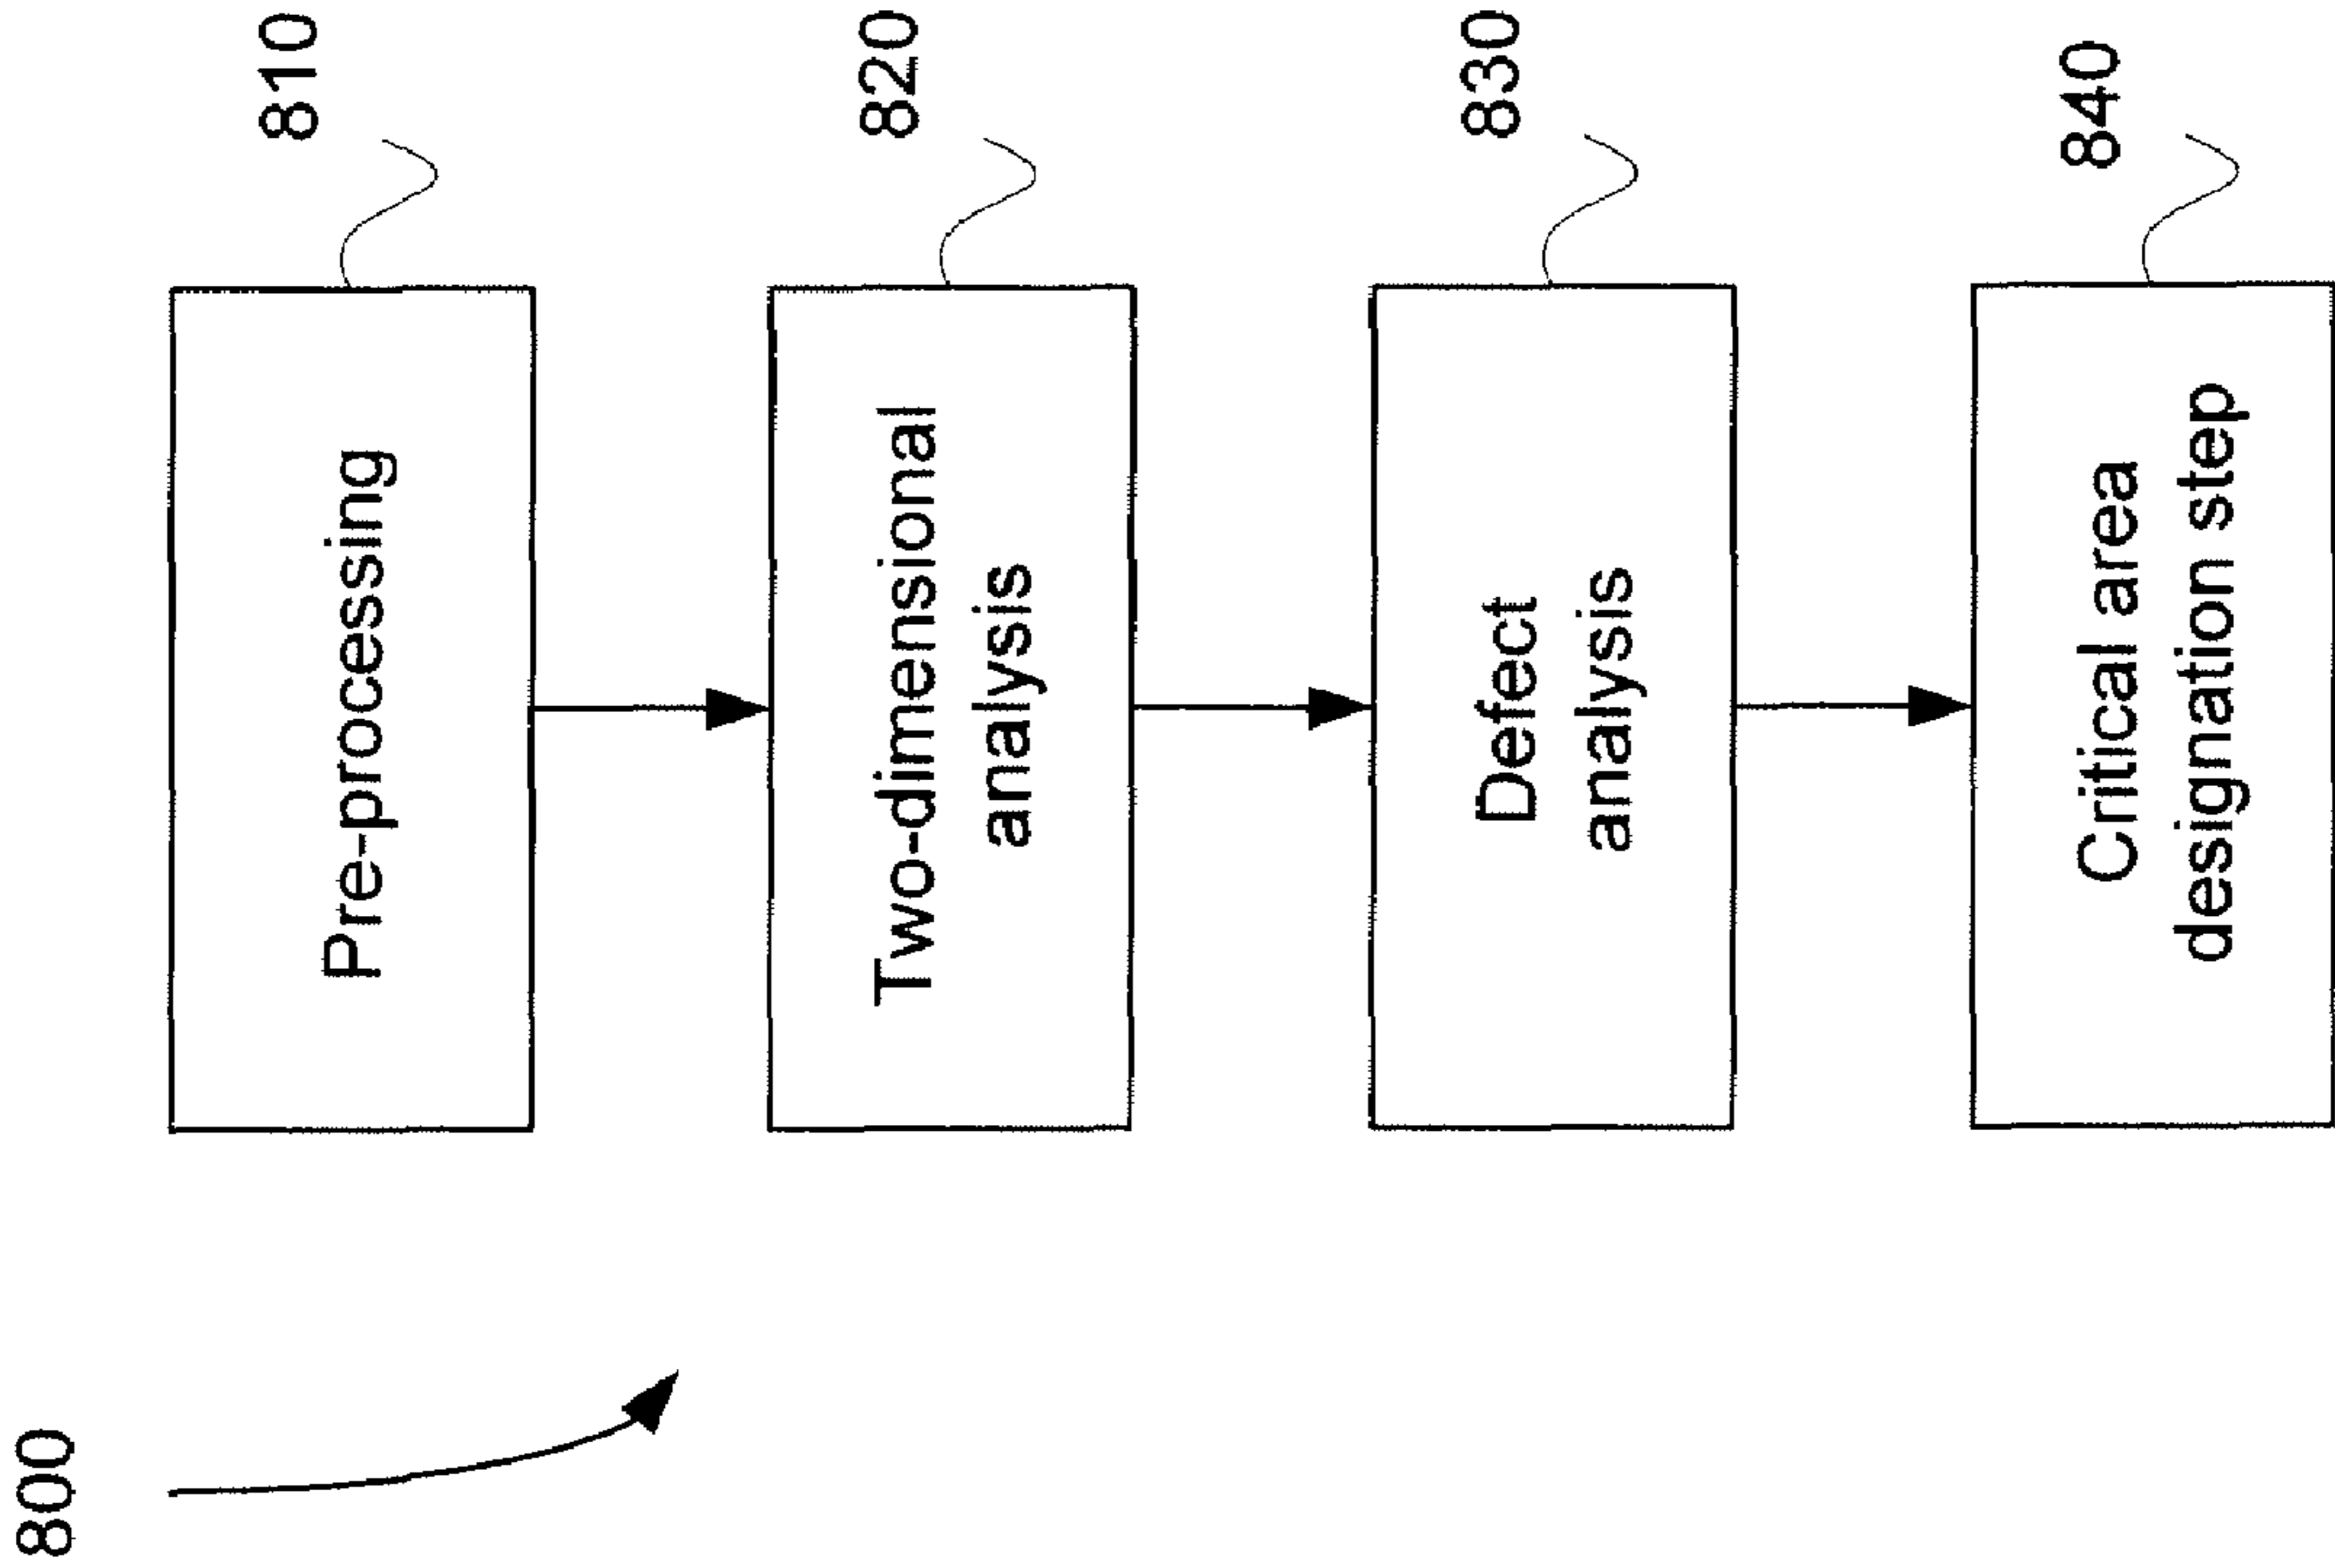 800
Pre-processing
810
Two-dimensional
analysis
820
Defect
analysis
830
Critical area
designation step
840